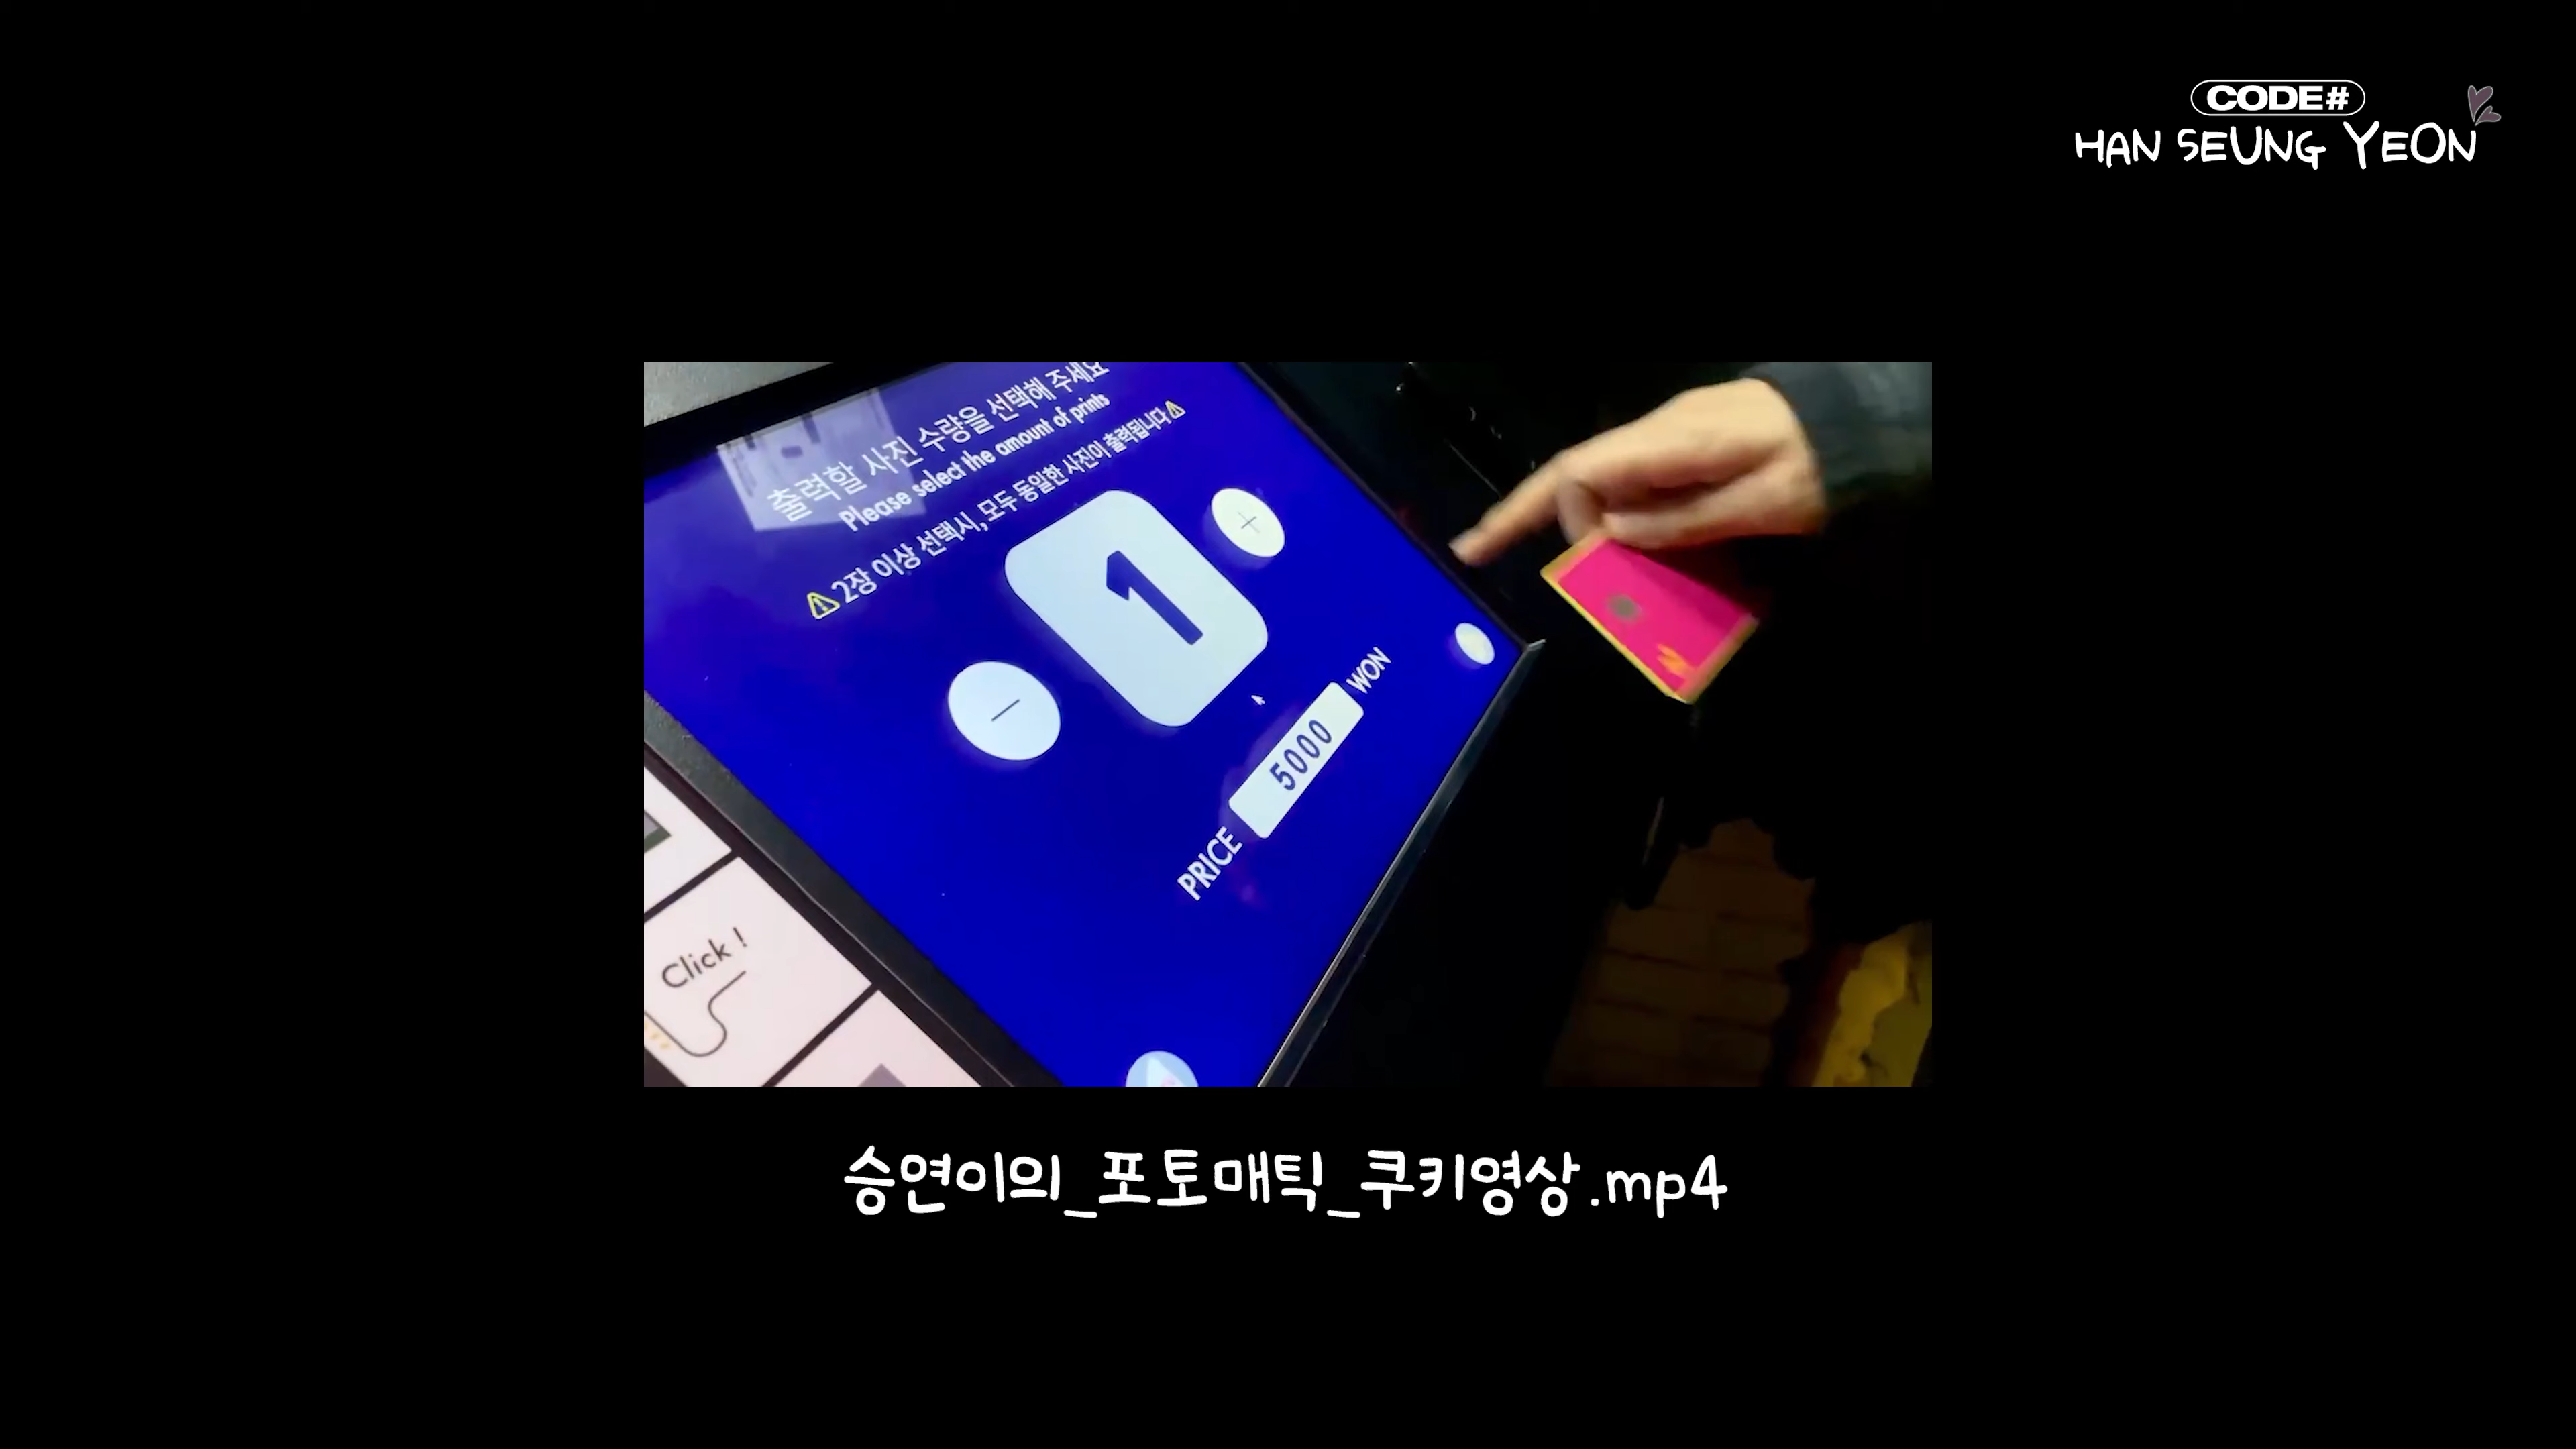 CODE#
HAN SEUNG YEON
출력할 사진 수량을 선택해 주세요
Please select the amount of prints
⚠2장 이상 선택시, 모두 동일한 사진이 출력됩니다⚠
+
1
−
PRICE 5000 WON
Click !
승연이의_포토매틱_쿠키영상.mp4